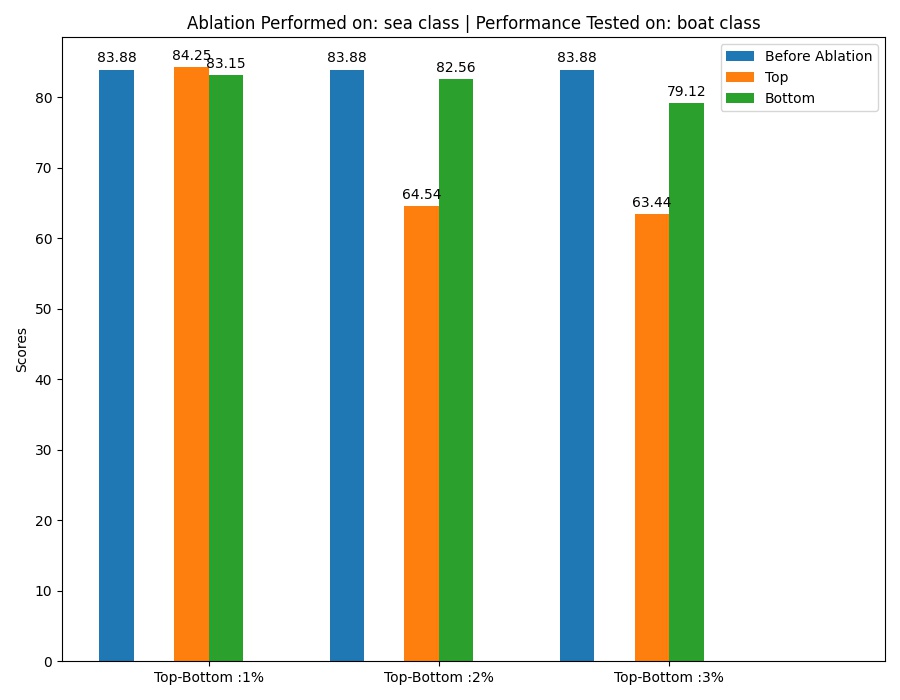 Ablation Performed on: sea class | Performance Tested on: boat class
Before Ablation
Top
Bottom
83.88
84.25
83.15
83.88
64.54
82.56
83.88
63.44
79.12
Scores
80
70
60
50
40
30
20
10
0
Top-Bottom :1%
Top-Bottom :2%
Top-Bottom :3%